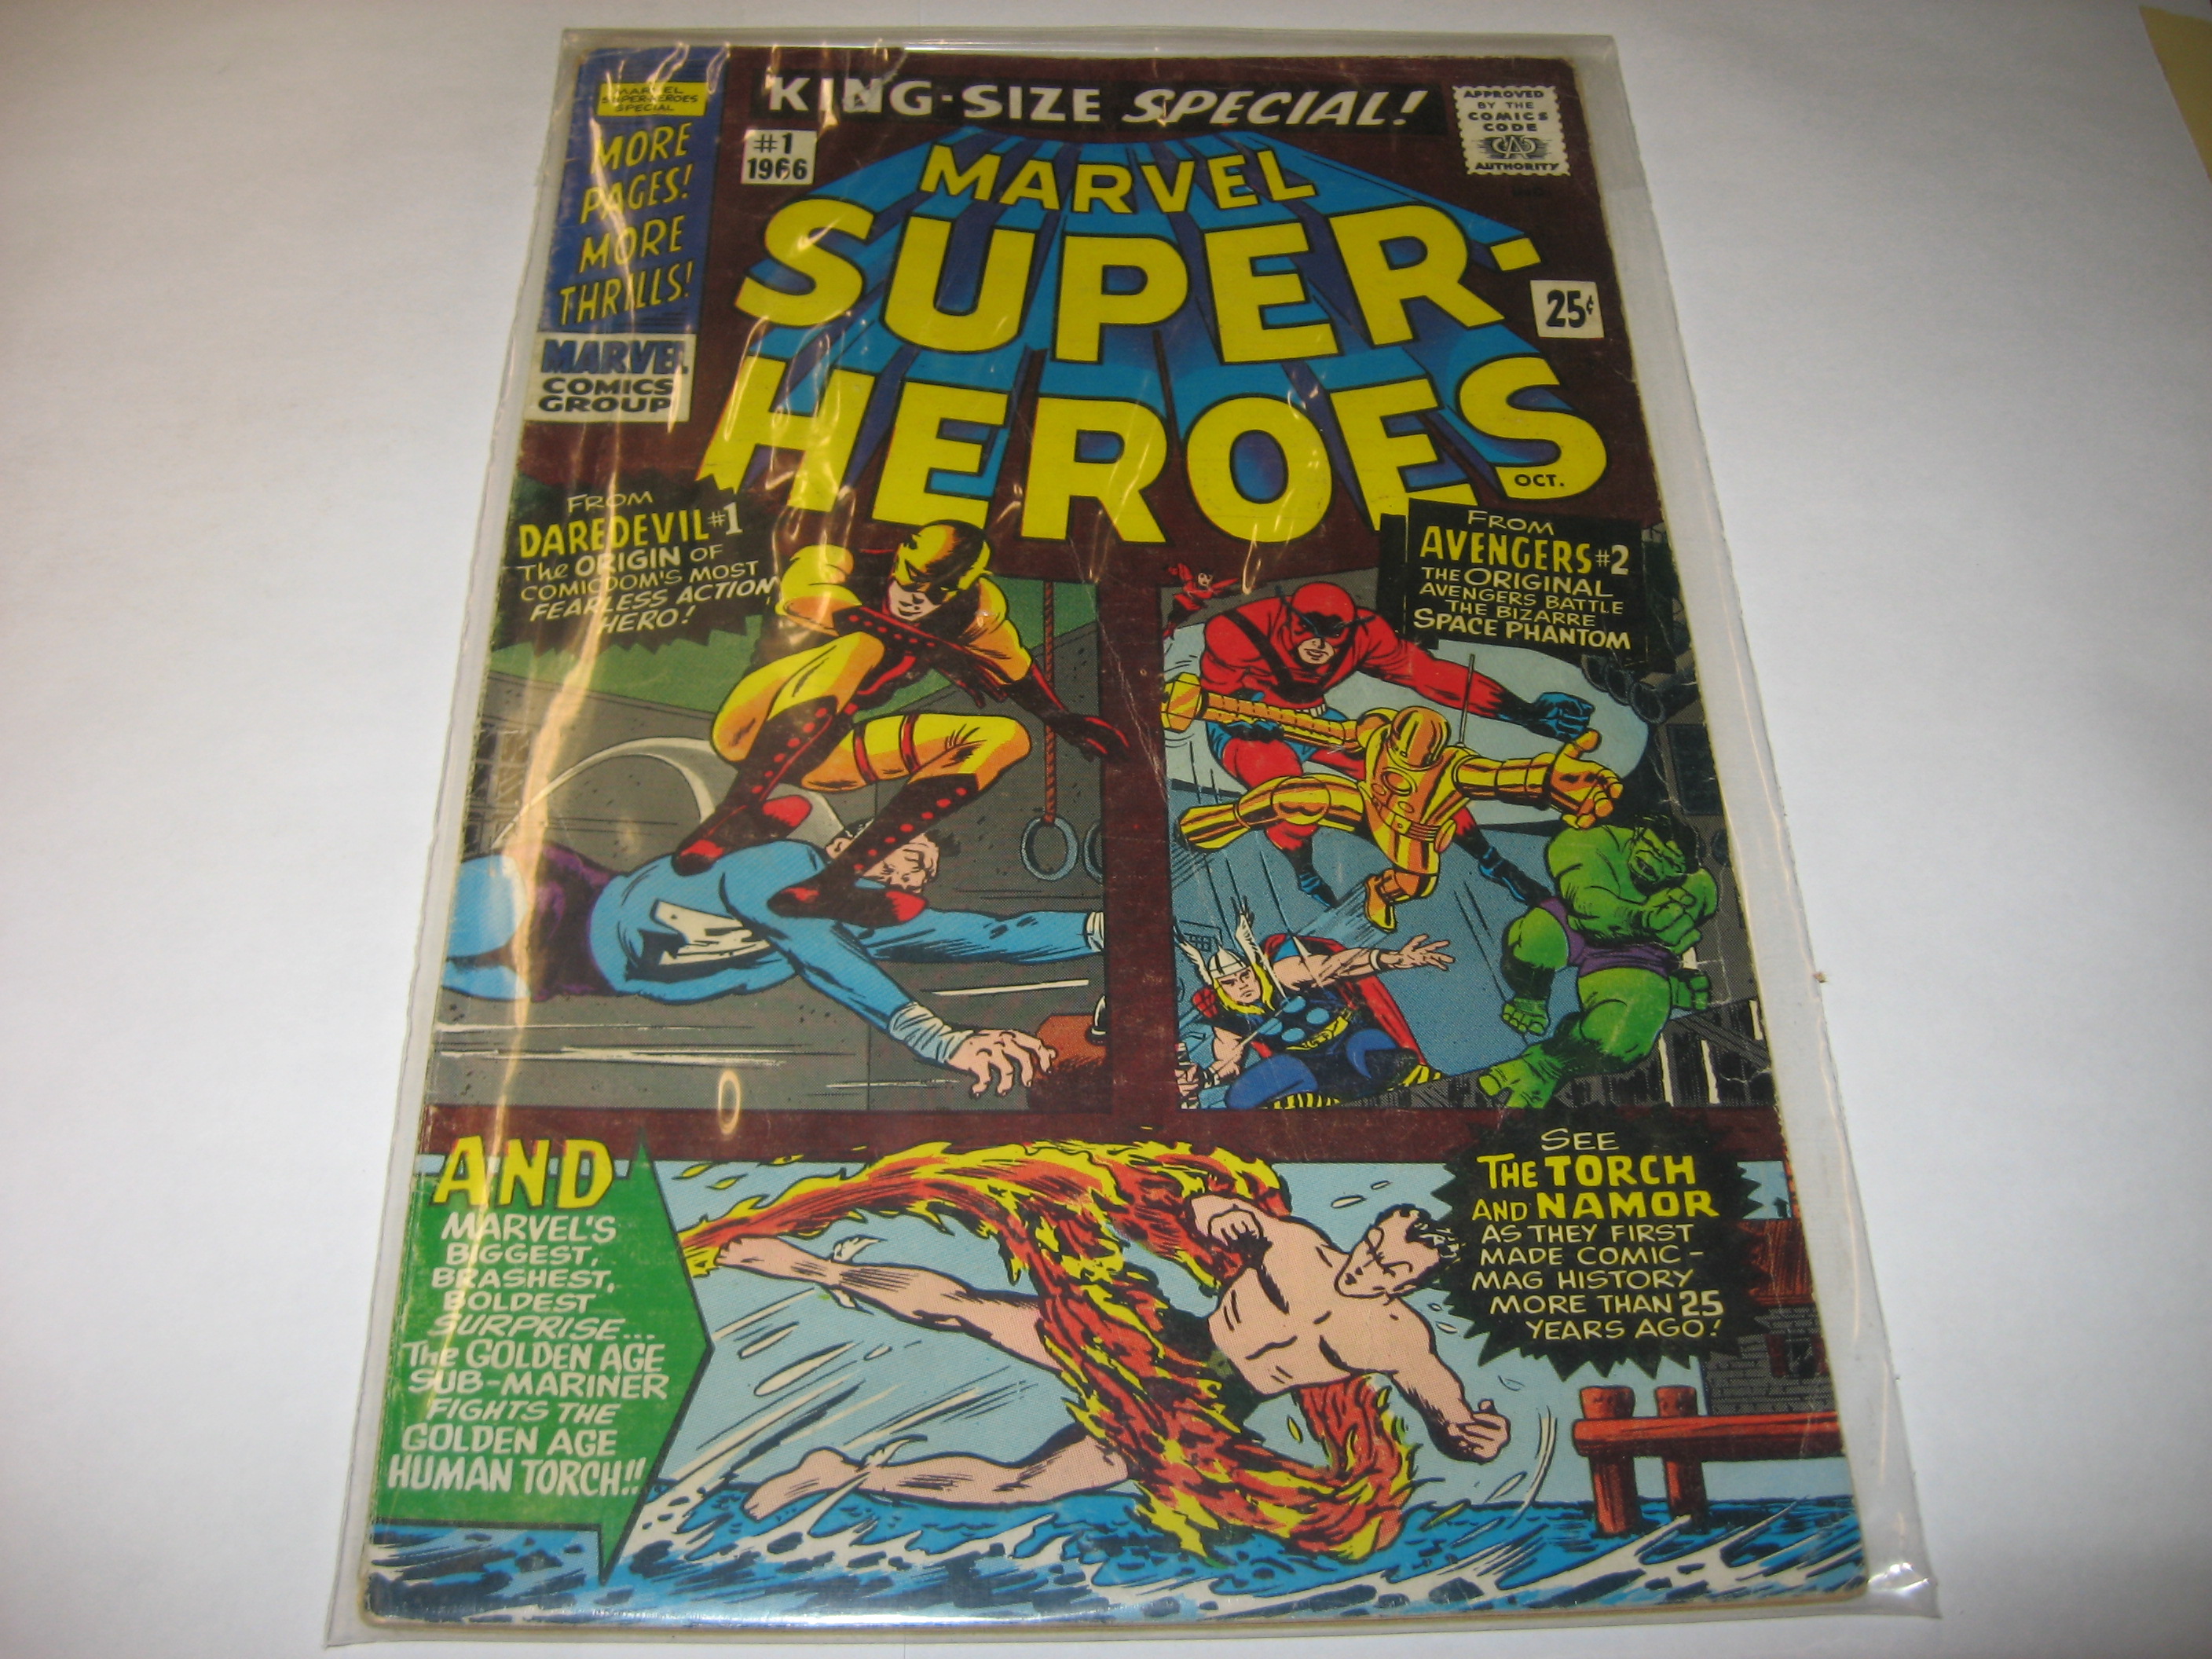 MARVEL
SUPER-HEROES
SPECIAL
MORE
PAGES!
MORE
THRILLS!
MARVEL
COMICS
GROUP
KING-SIZE SPECIAL!
#1
1966
APPROVED
BY THE
COMICS
CODE
CA
AUTHORITY
MARVEL
SUPER-
HEROES
25¢
OCT.
FROM
DAREDEVIL #1
The ORIGIN OF
COMICDOM'S MOST
FEARLESS ACTION
HERO!
FROM
AVENGERS #2
THE ORIGINAL
AVENGERS BATTLE
THE BIZARRE
SPACE PHANTOM
AND
MARVEL'S
BIGGEST,
BRASHEST,
BOLDEST
SURPRISE...
The GOLDEN AGE
SUB-MARINER
FIGHTS THE
GOLDEN AGE
HUMAN TORCH!!
SEE
THE TORCH
AND NAMOR
AS THEY FIRST
MADE COMIC-
MAG HISTORY
MORE THAN 25
YEARS AGO!